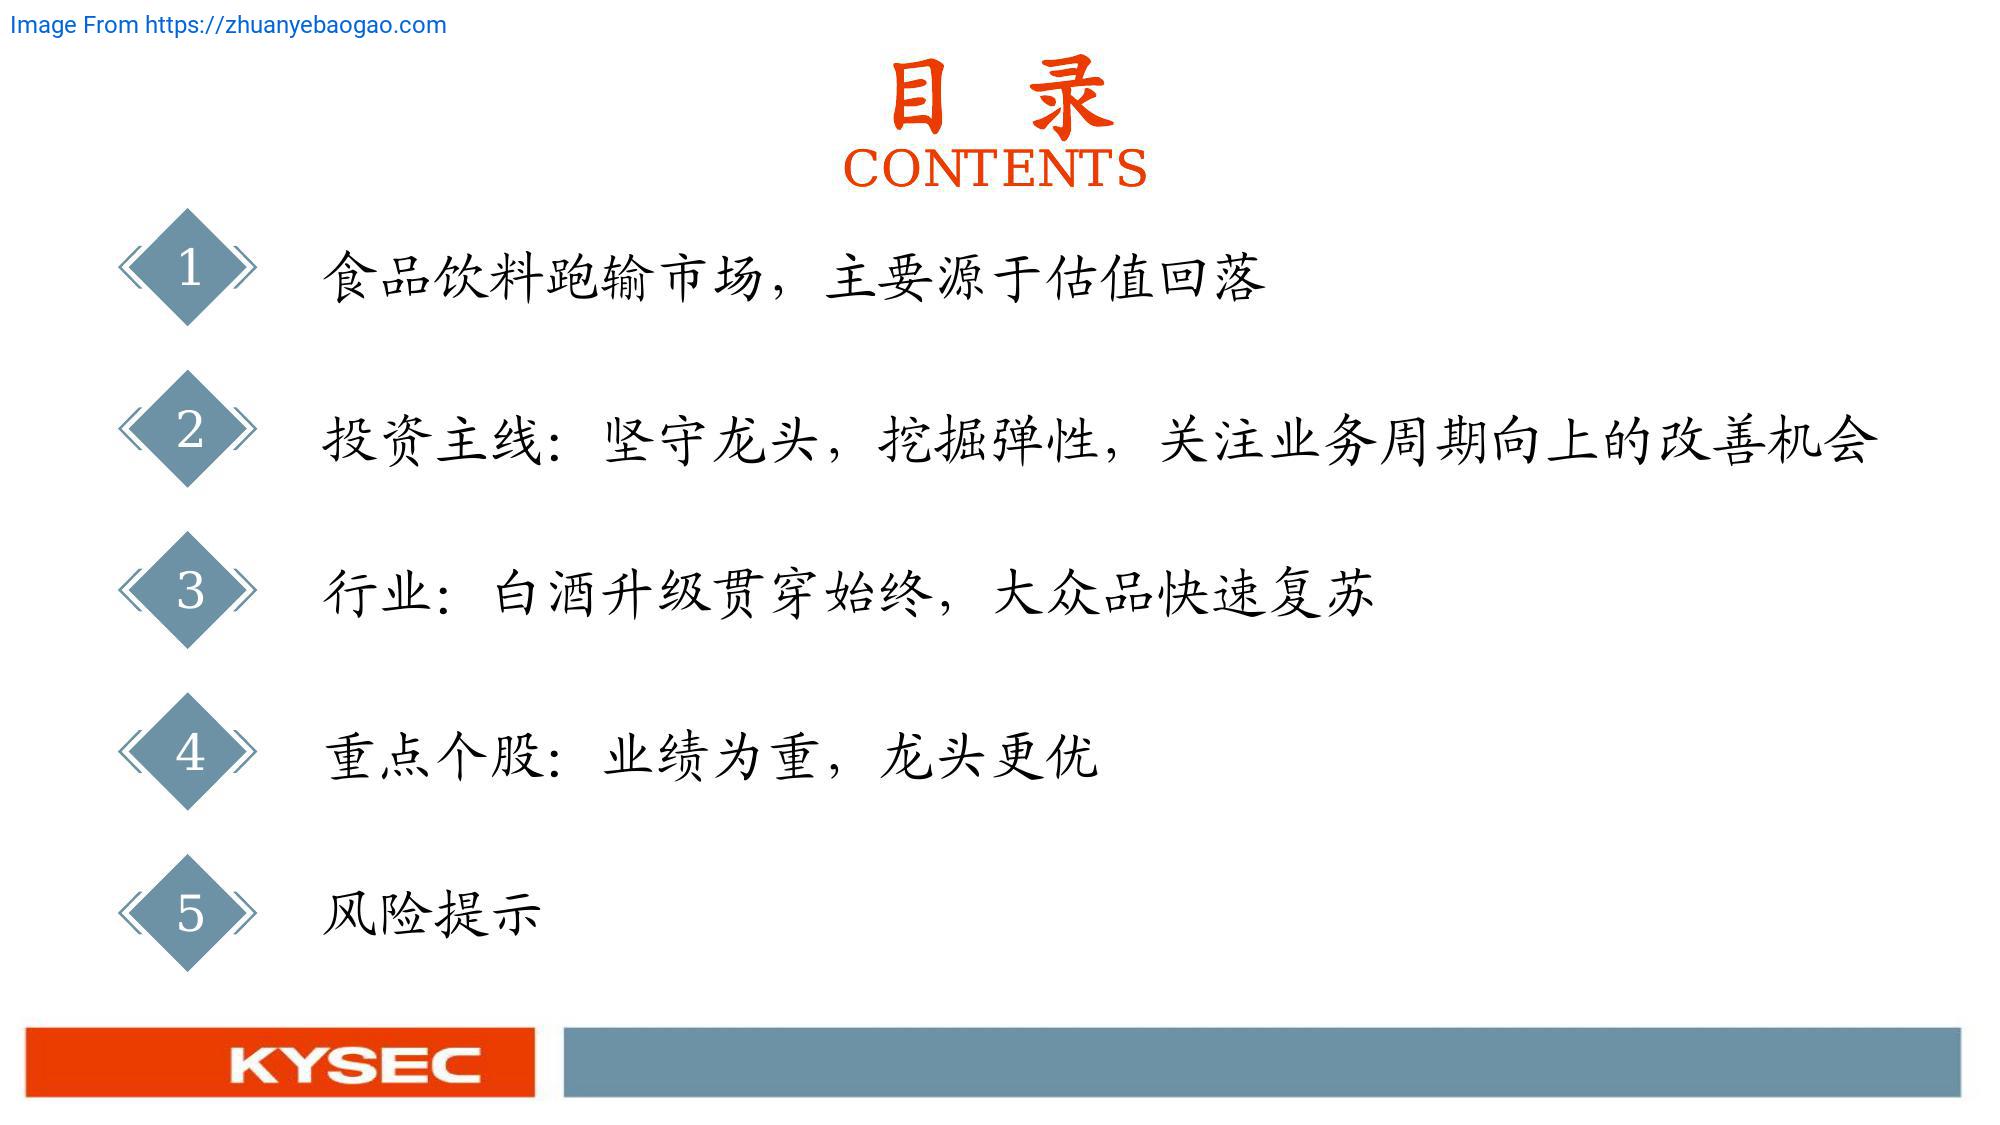 Image From https://zhuanyebaogao.com
目 录
CONTENTS
1 食品饮料跑输市场，主要源于估值回落
2 投资主线：坚守龙头，挖掘弹性，关注业务周期向上的改善机会
3 行业：白酒升级贯穿始终，大众品快速复苏
4 重点个股：业绩为重，龙头更优
5 风险提示
KYSEC